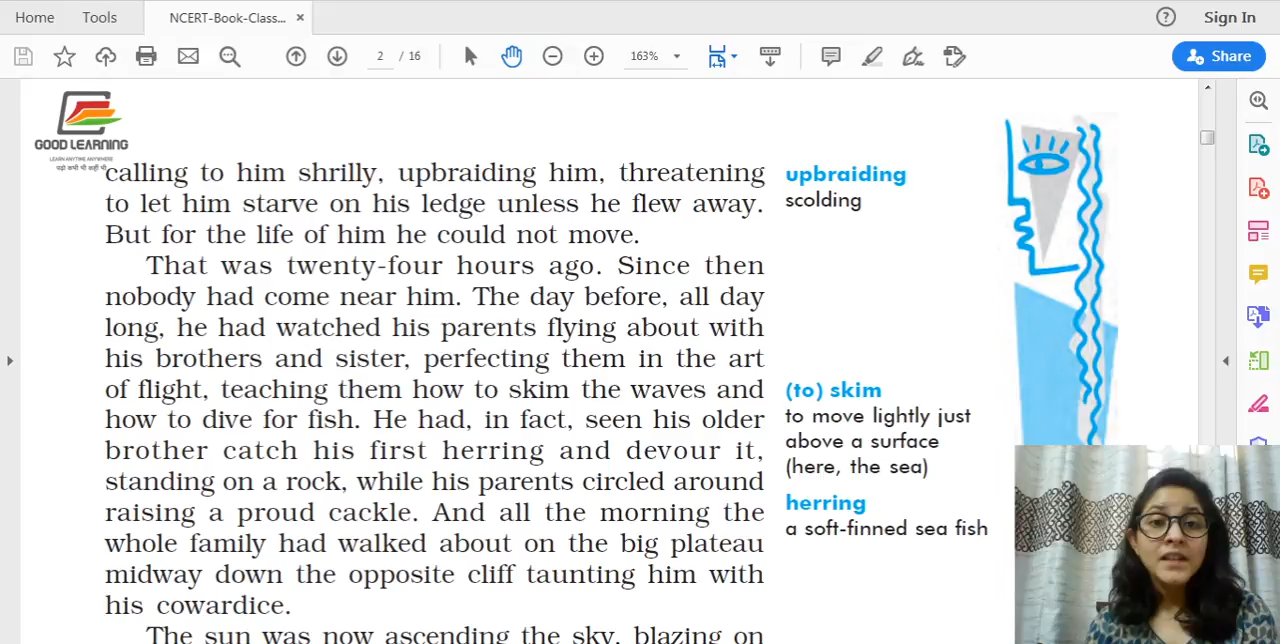 Home
Tools
NCERT-Book-Class... ×
?
Sign In
2 / 16
163%
Share
GOOD LEARNING
LEARN ANYTIME ANYWHERE
पढ़ो कभी भी कहीं भी
calling to him shrilly, upbraiding him, threatening
to let him starve on his ledge unless he flew away.
But for the life of him he could not move.
That was twenty-four hours ago. Since then
nobody had come near him. The day before, all day
long, he had watched his parents flying about with
his brothers and sister, perfecting them in the art
of flight, teaching them how to skim the waves and
how to dive for fish. He had, in fact, seen his older
brother catch his first herring and devour it,
standing on a rock, while his parents circled around
raising a proud cackle. And all the morning the
whole family had walked about on the big plateau
midway down the opposite cliff taunting him with
his cowardice.
The sun was now ascending the sky, blazing on
upbraiding
scolding
(to) skim
to move lightly just
above a surface
(here, the sea)
herring
a soft-finned sea fish